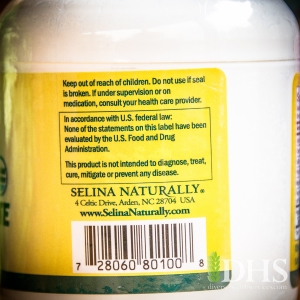 Keep out of reach of children. Do not use if seal
is broken. If under supervision or on
medication, consult your health care provider.
In accordance with U.S. federal law:
None of the statements on this label have been
evaluated by the U.S. Food and Drug
Administration.
This product is not intended to diagnose, treat,
cure, mitigate or prevent any disease.
SELINA NATURALLY®
4 Celtic Drive, Arden, NC 28704 USA
www.SelinaNaturally.com
7 28060 80100 8
DHS